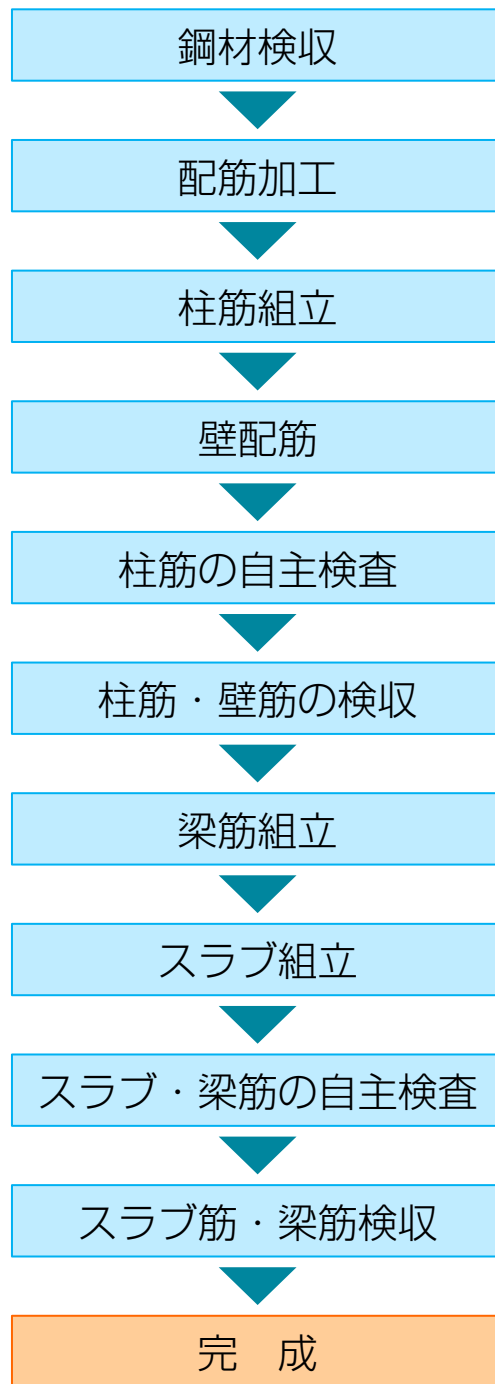 鋼材検収
配筋加工
柱筋組立
壁配筋
柱筋の自主検査
柱筋・壁筋の検収
梁筋組立
スラブ組立
スラブ・梁筋の自主検査
スラブ筋・梁筋検収
完　成